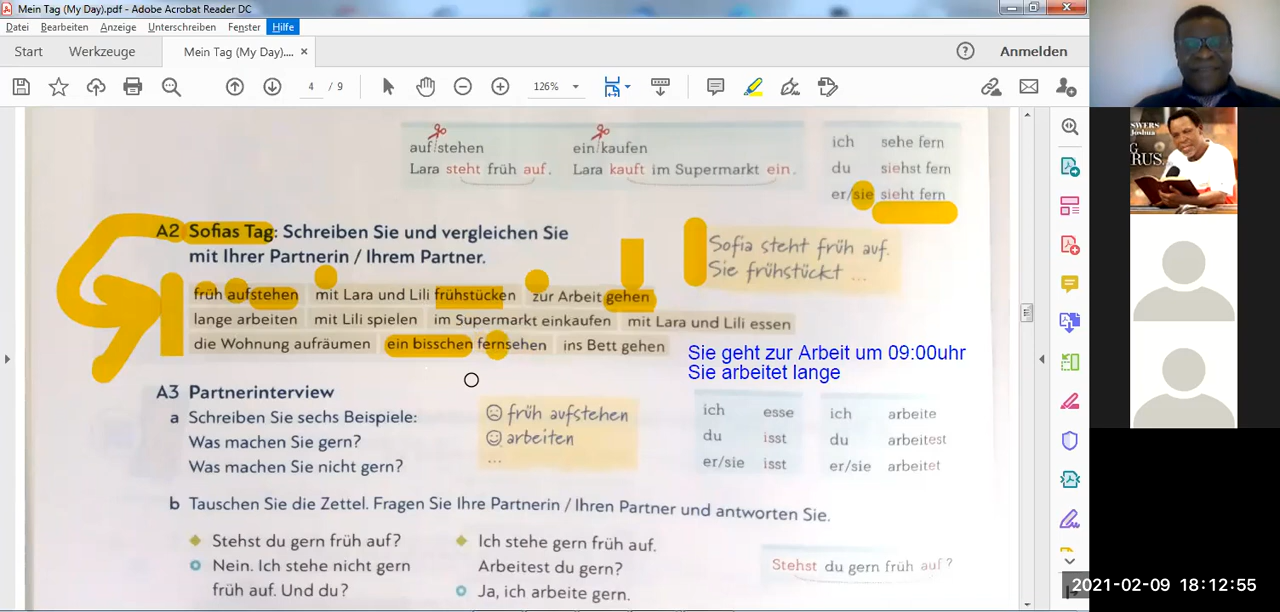 Mein Tag (My Day).pdf - Adobe Acrobat Reader DC
Datei Bearbeiten Anzeige Unterschreiben Fenster Hilfe
Start Werkzeuge Mein Tag (My Day).... × Anmelden
4 / 9 126%
auf/stehen ein/kaufen
Lara steht früh auf. Lara kauft im Supermarkt ein.
ich sehe fern
du siehst fern
er/sie sieht fern
A2 Sofias Tag: Schreiben Sie und vergleichen Sie
mit Ihrer Partnerin / Ihrem Partner.
Sofia steht früh auf.
Sie frühstückt ...
früh aufstehen mit Lara und Lili frühstücken zur Arbeit gehen
lange arbeiten mit Lili spielen im Supermarkt einkaufen mit Lara und Lili essen
die Wohnung aufräumen ein bisschen fernsehen ins Bett gehen
Sie geht zur Arbeit um 09:00uhr
Sie arbeitet lange
A3 Partnerinterview
a Schreiben Sie sechs Beispiele:
Was machen Sie gern?
Was machen Sie nicht gern?
früh aufstehen
arbeiten
...
ich esse
du isst
er/sie isst
ich arbeite
du arbeitest
er/sie arbeitet
b Tauschen Sie die Zettel. Fragen Sie Ihre Partnerin / Ihren Partner und antworten Sie.
Stehst du gern früh auf?
Nein. Ich stehe nicht gern
früh auf. Und du?
Ich stehe gern früh auf.
Arbeitest du gern?
Ja, ich arbeite gern.
Stehst du gern früh auf?
SWERS
Joshua
RUS.
2021-02-09 18:12:55